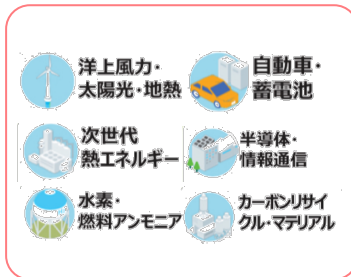 洋上風力・
太陽光・地熱
自動車・
蓄電池
次世代
熱エネルギー
半導体・
情報通信
水素・
燃料アンモニア
カーボンリサイ
クル・マテリアル